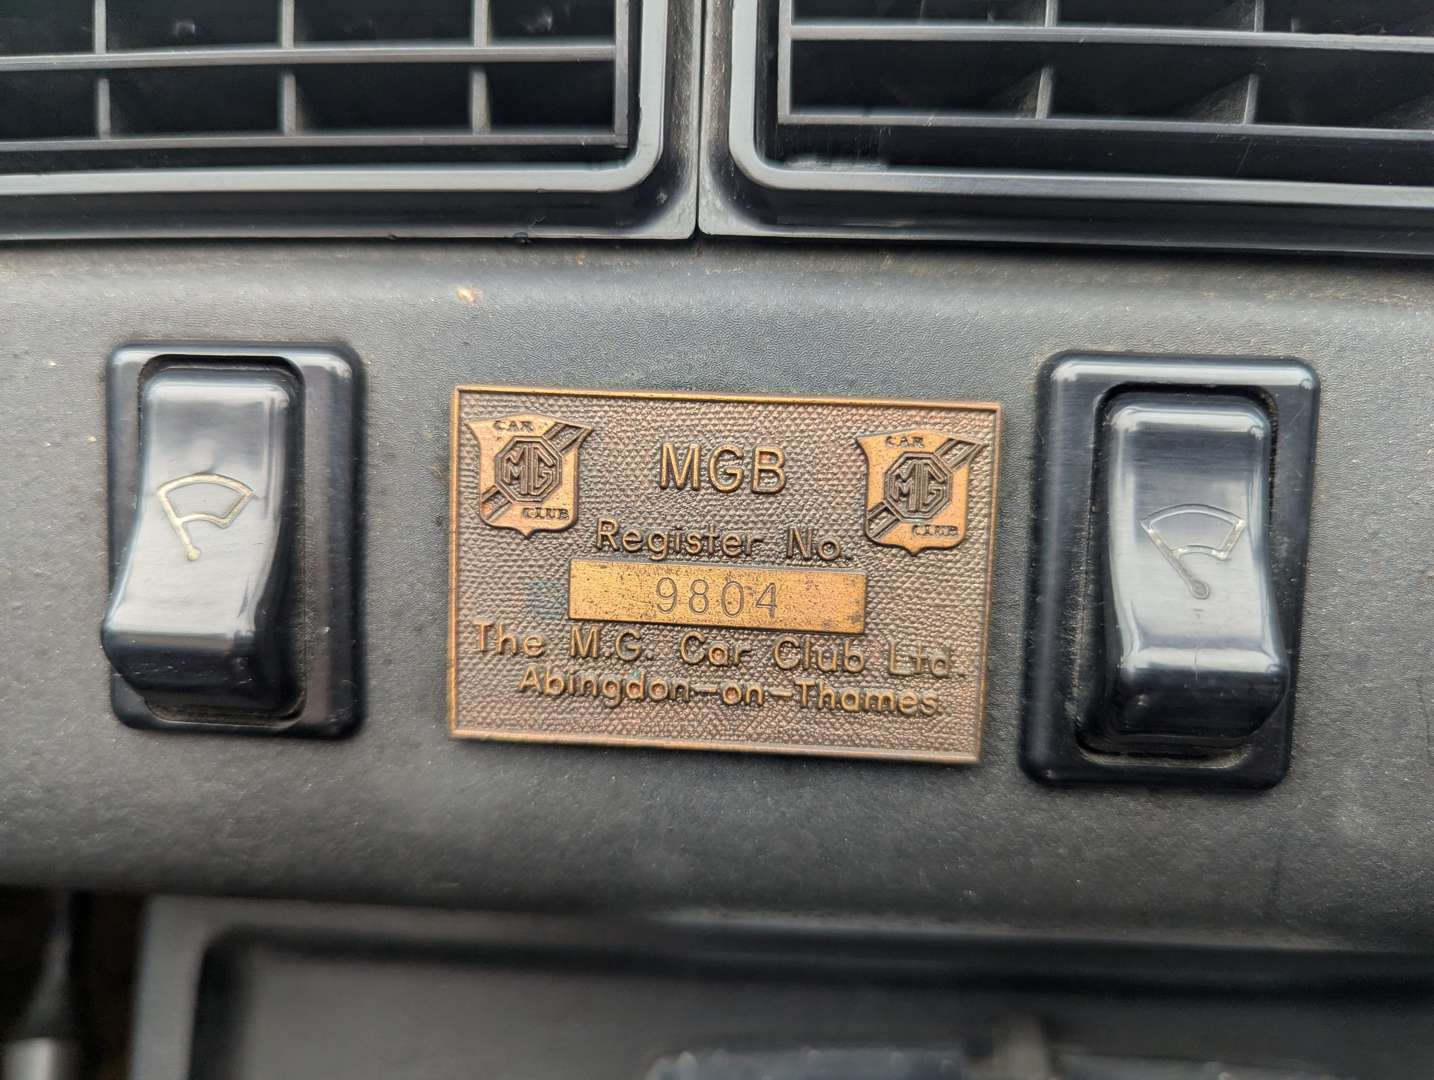 CAR
MG
CLUB
MGB
CAR
MG
CLUB
Register No.
9804
The M.G. Car Club Ltd.
Abingdon-on-Thames.